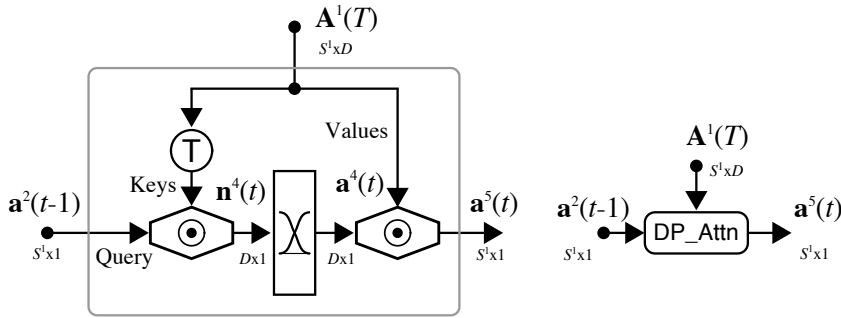 𝐀¹(T)
S¹xD
Values
T
Keys
𝐧⁴(t)
𝐚⁴(t)
𝐚²(t-1)
𝐚⁵(t)
S¹x1
Query
Dx1
Dx1
S¹x1
𝐀¹(T)
S¹xD
𝐚²(t-1)
DP_Attn
𝐚⁵(t)
S¹x1
S¹x1